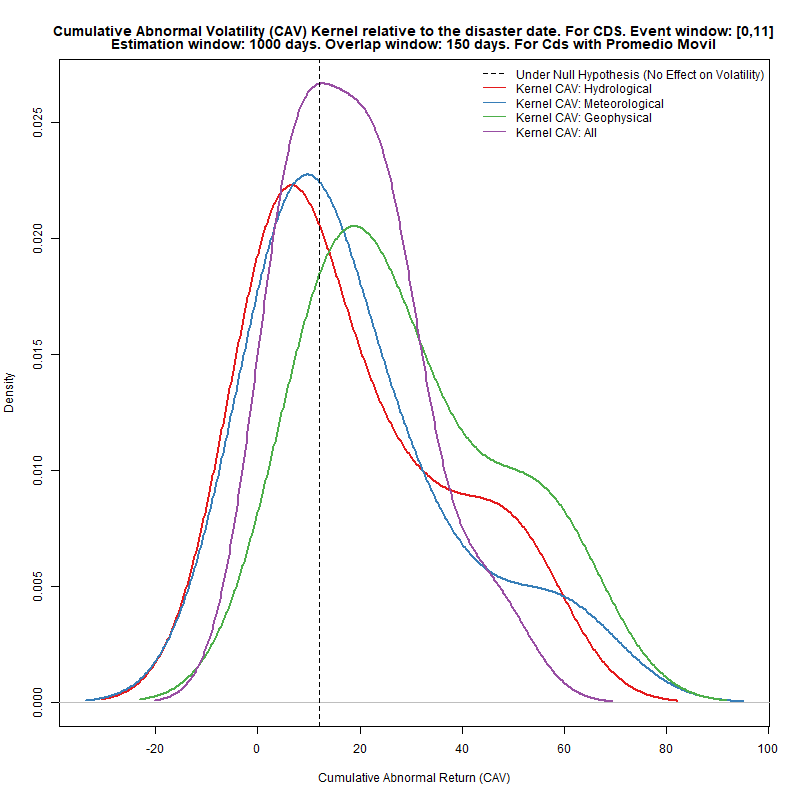 Cumulative Abnormal Volatility (CAV) Kernel relative to the disaster date. For CDS. Event window: [0,11]
Estimation window: 1000 days. Overlap window: 150 days. For Cds with Promedio Movil
Under Null Hypothesis (No Effect on Volatility)
Kernel CAV: Hydrological
Kernel CAV: Meteorological
Kernel CAV: Geophysical
Kernel CAV: All
Density
0.025
0.020
0.015
0.010
0.005
0.000
-20 0 20 40 60 80 100
Cumulative Abnormal Return (CAV)